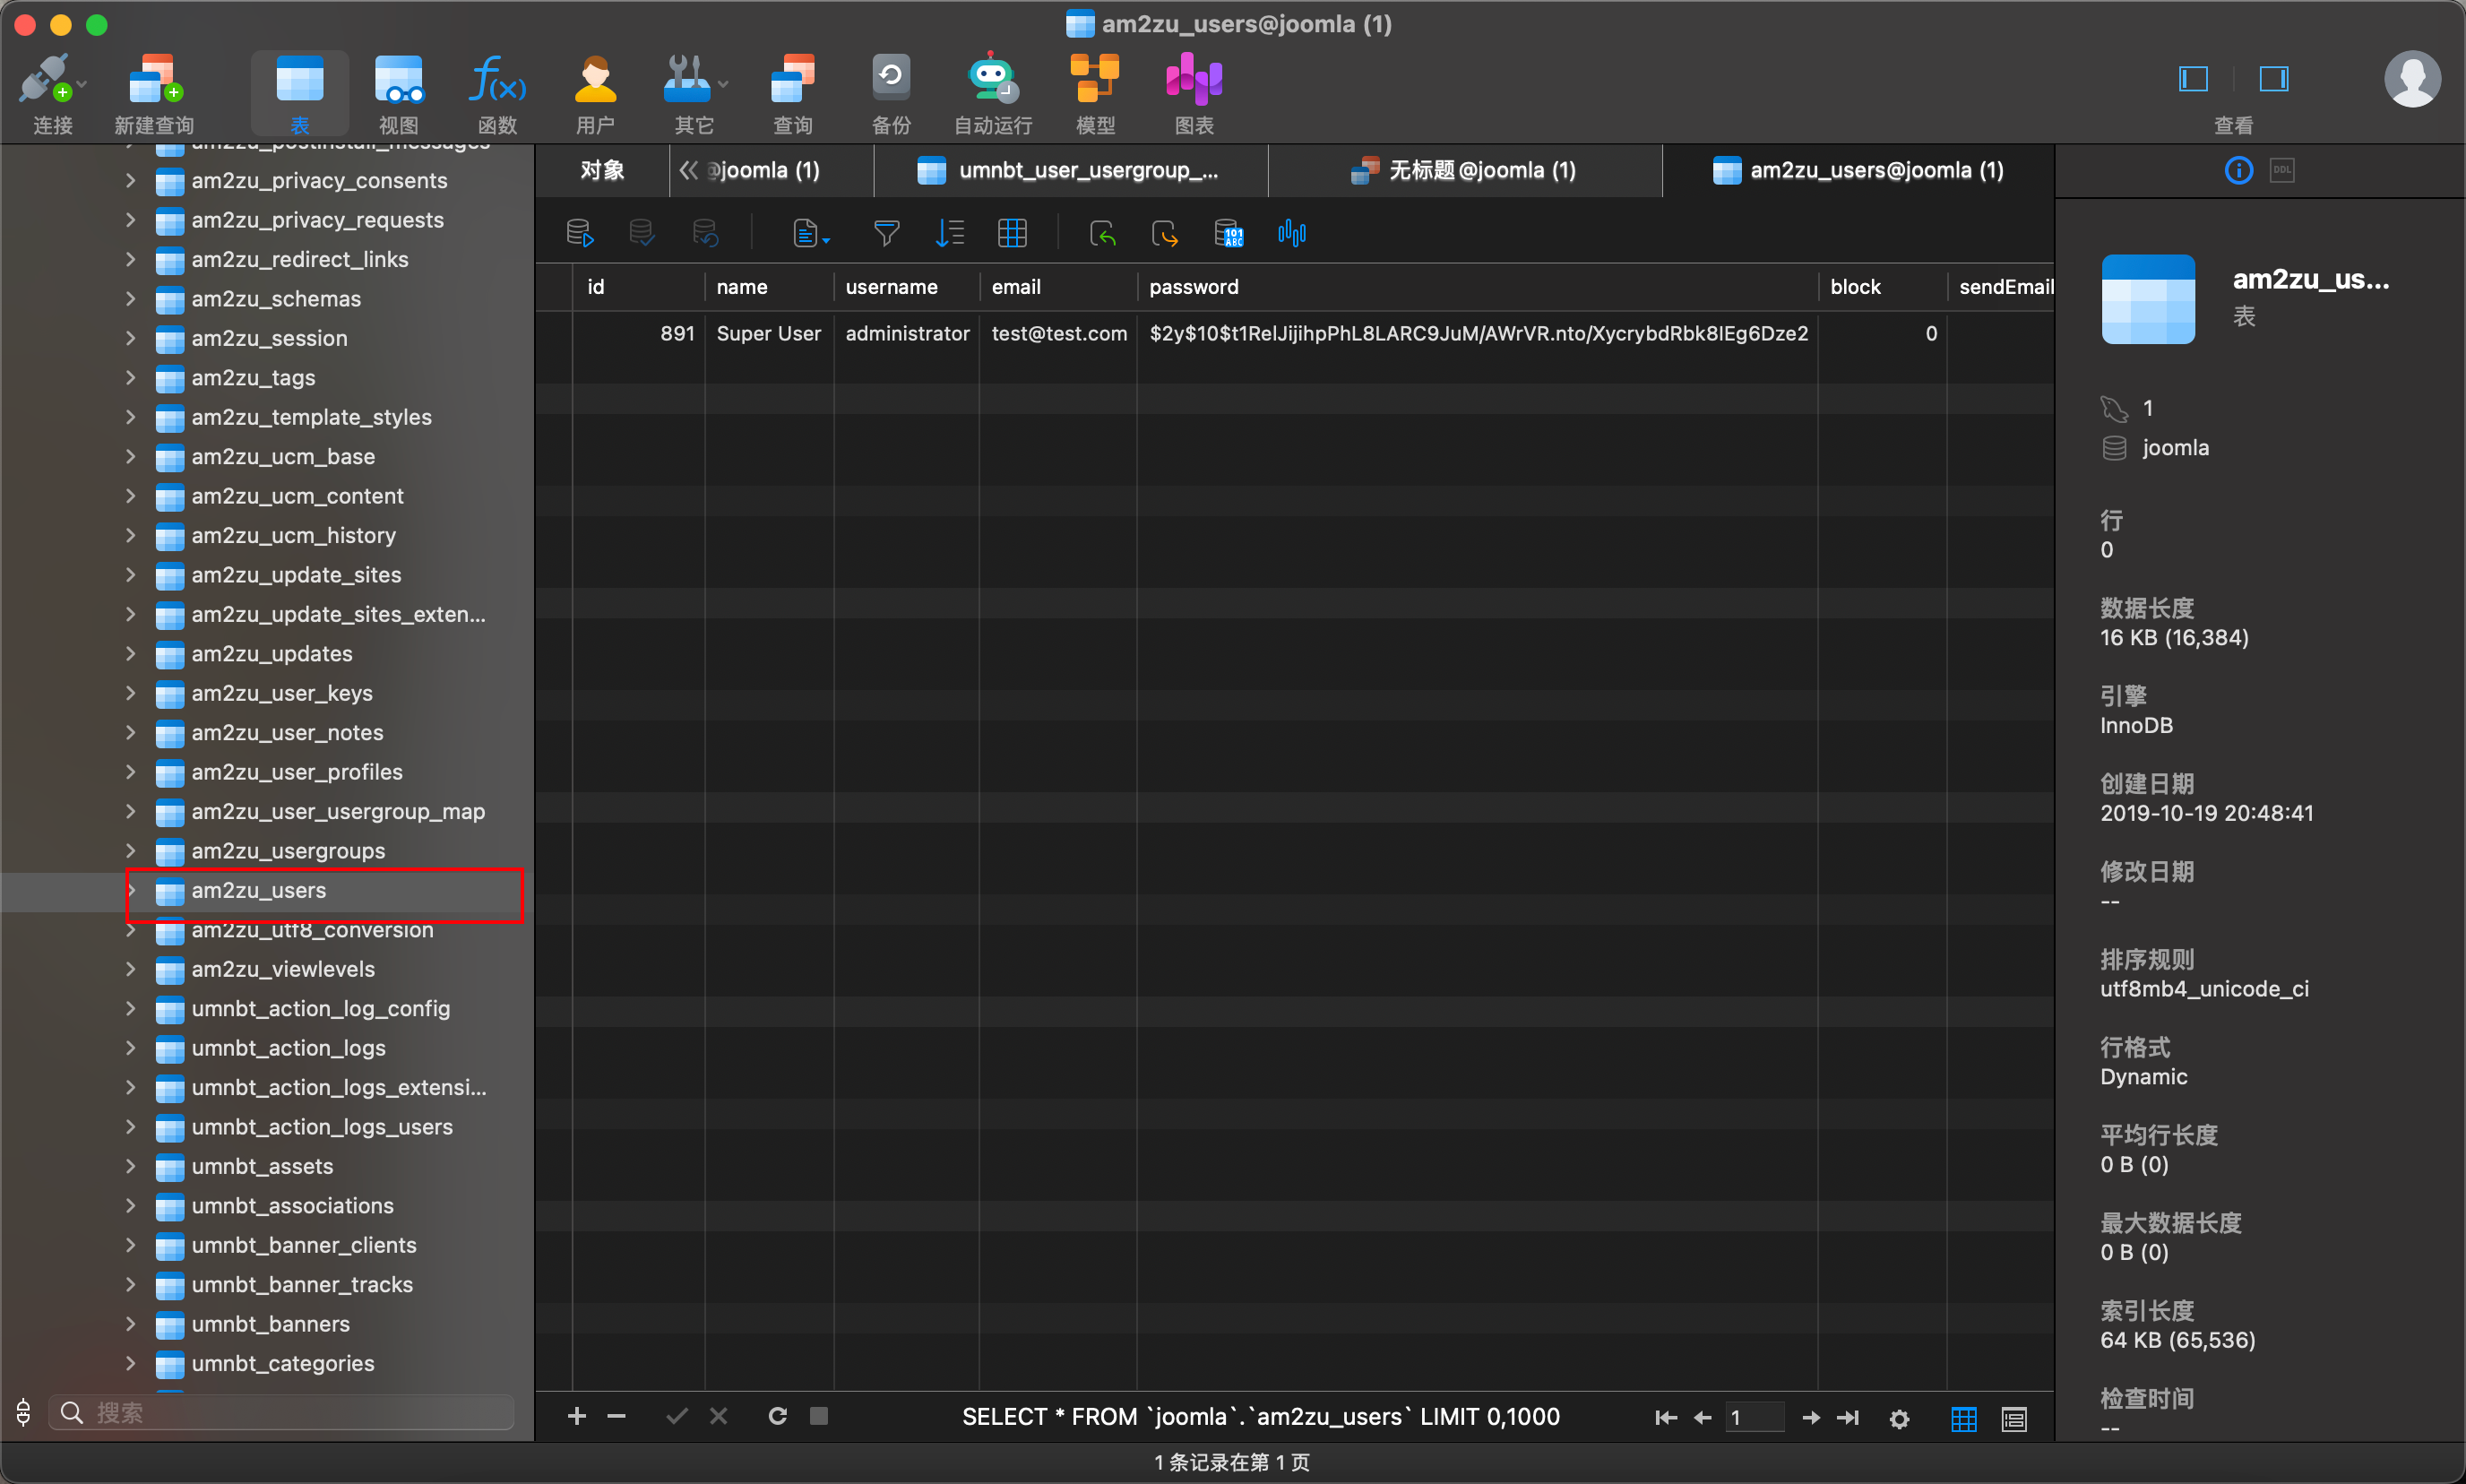 am2zu_users@joomla (1)
连接
新建查询
表
视图
函数
用户
其它
查询
备份
自动运行
模型
图表
查看
am2zu_postinstall_messages
am2zu_privacy_consents
am2zu_privacy_requests
am2zu_redirect_links
am2zu_schemas
am2zu_session
am2zu_tags
am2zu_template_styles
am2zu_ucm_base
am2zu_ucm_content
am2zu_ucm_history
am2zu_update_sites
am2zu_update_sites_exten...
am2zu_updates
am2zu_user_keys
am2zu_user_notes
am2zu_user_profiles
am2zu_user_usergroup_map
am2zu_usergroups
am2zu_users
am2zu_utf8_conversion
am2zu_viewlevels
umnbt_action_log_config
umnbt_action_logs
umnbt_action_logs_extensi...
umnbt_action_logs_users
umnbt_assets
umnbt_associations
umnbt_banner_clients
umnbt_banner_tracks
umnbt_banners
umnbt_categories
搜索
对象
@joomla (1)
umnbt_user_usergroup_...
无标题 @joomla (1)
am2zu_users@joomla (1)
101
ABC
id name username email password block sendEmail
891 Super User administrator test@test.com $2y$10$t1RelJijihpPhL8LARC9JuM/AWrVR.nto/XycrybdRbk8IEg6Dze2 0
SELECT * FROM `joomla`.`am2zu_users` LIMIT 0,1000
1
1 条记录在第 1 页
DDL
am2zu_us...
表
1
joomla
行
0
数据长度
16 KB (16,384)
引擎
InnoDB
创建日期
2019-10-19 20:48:41
修改日期
--
排序规则
utf8mb4_unicode_ci
行格式
Dynamic
平均行长度
0 B (0)
最大数据长度
0 B (0)
索引长度
64 KB (65,536)
检查时间
--